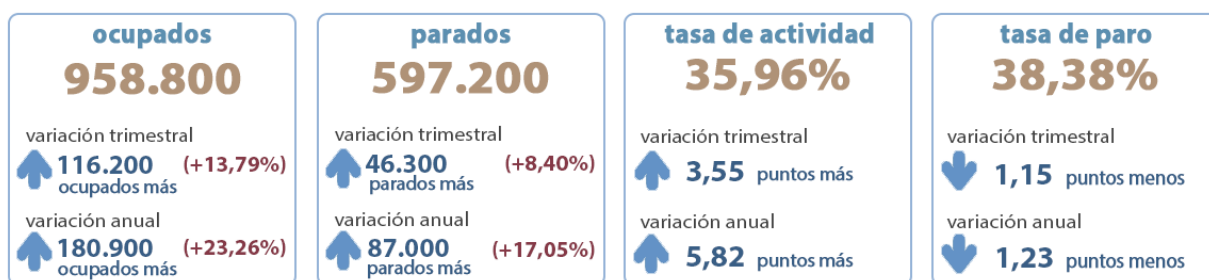 ocupados
958.800
variación trimestral
116.200 (+13,79%)
ocupados más
variación anual
180.900 (+23,26%)
ocupados más
parados
597.200
variación trimestral
46.300 (+8,40%)
parados más
variación anual
87.000 (+17,05%)
parados más
tasa de actividad
35,96%
variación trimestral
3,55 puntos más
variación anual
5,82 puntos más
tasa de paro
38,38%
variación trimestral
1,15 puntos menos
variación anual
1,23 puntos menos